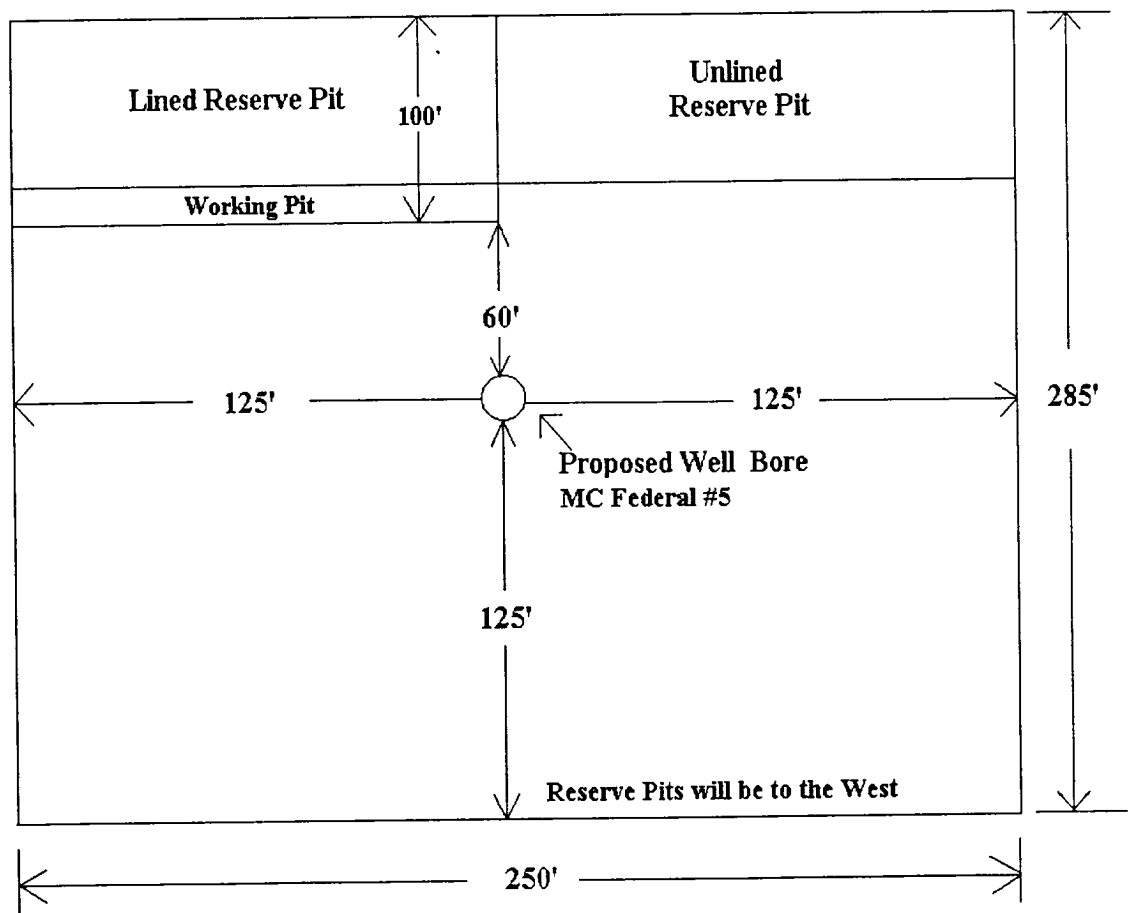 Lined Reserve Pit
100'
Unlined
Reserve Pit
Working Pit
60'
125'
125'
285'
Proposed Well Bore
MC Federal #5
125'
Reserve Pits will be to the West
250'